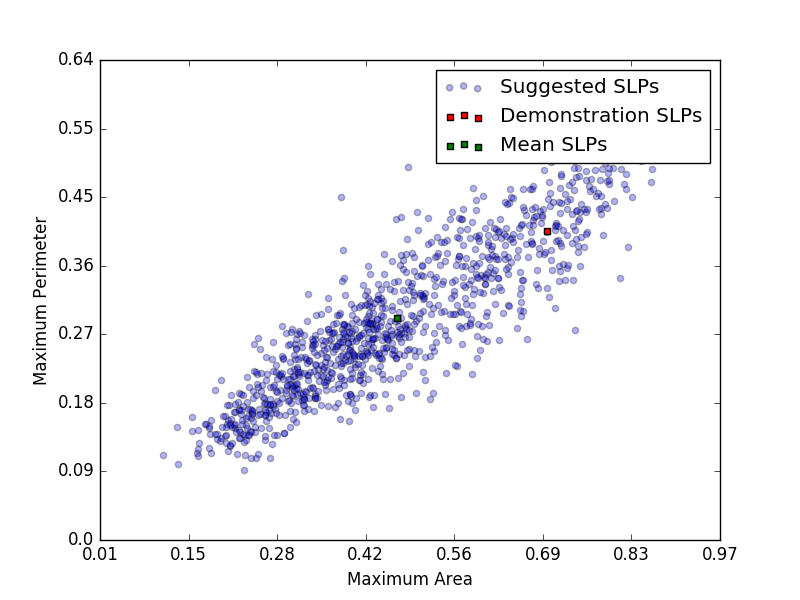 0.64
0.55
0.45
0.36
0.27
0.18
0.09
0.0
Maximum Perimeter
Suggested SLPs
Demonstration SLPs
Mean SLPs
0.01 0.15 0.28 0.42 0.56 0.69 0.83 0.97
Maximum Area